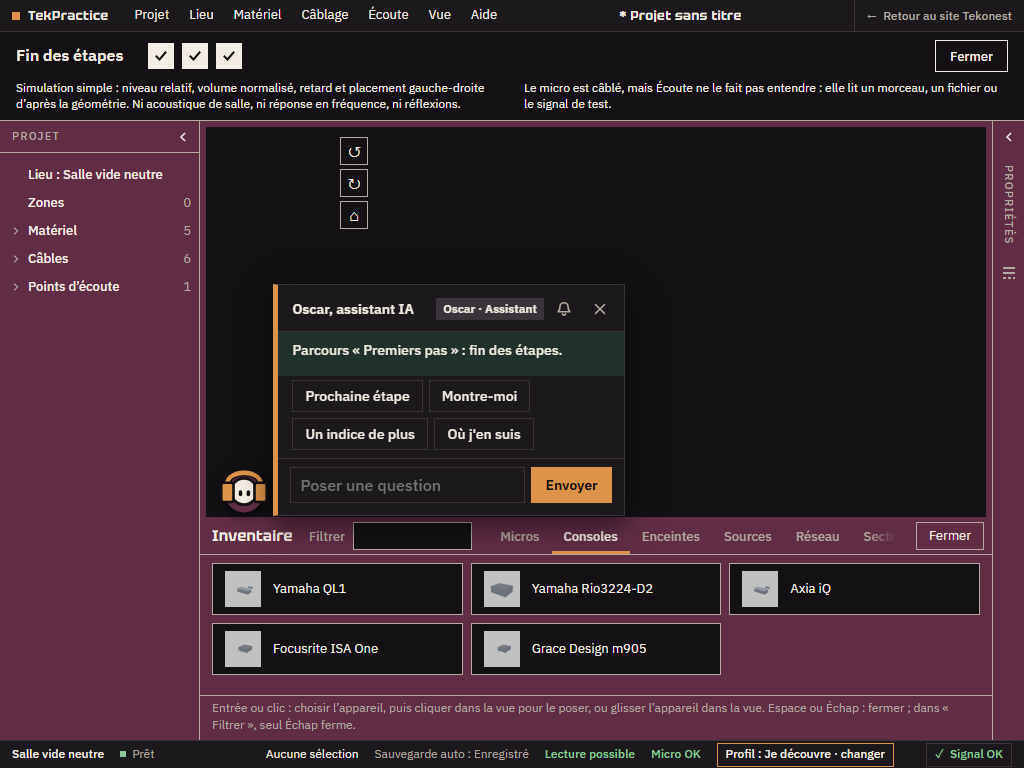 TekPractice Projet Lieu Matériel Câblage Écoute Vue Aide * Projet sans titre ← Retour au site Tekonest
Fin des étapes Fermer
Simulation simple : niveau relatif, volume normalisé, retard et placement gauche-droite
d'après la géométrie. Ni acoustique de salle, ni réponse en fréquence, ni réflexions.
Le micro est câblé, mais Écoute ne le fait pas entendre : elle lit un morceau, un fichier ou
le signal de test.
PROJET
Lieu : Salle vide neutre
Zones 0
Matériel 5
Câbles 6
Points d'écoute 1
PROPRIÉTÉS
Oscar, assistant IA Oscar · Assistant
Parcours « Premiers pas » : fin des étapes.
Prochaine étape Montre-moi
Un indice de plus Où j'en suis
Poser une question Envoyer
Inventaire Filtrer Micros Consoles Enceintes Sources Réseau Secte Fermer
Yamaha QL1 Yamaha Rio3224-D2 Axia iQ
Focusrite ISA One Grace Design m905
Entrée ou clic : choisir l'appareil, puis cliquer dans la vue pour le poser, ou glisser l'appareil dans la vue. Espace ou Échap : fermer ; dans «
Filtrer », seul Échap ferme.
Salle vide neutre Prêt Aucune sélection Sauvegarde auto : Enregistré Lecture possible Micro OK Profil : Je découvre · changer ✓ Signal OK